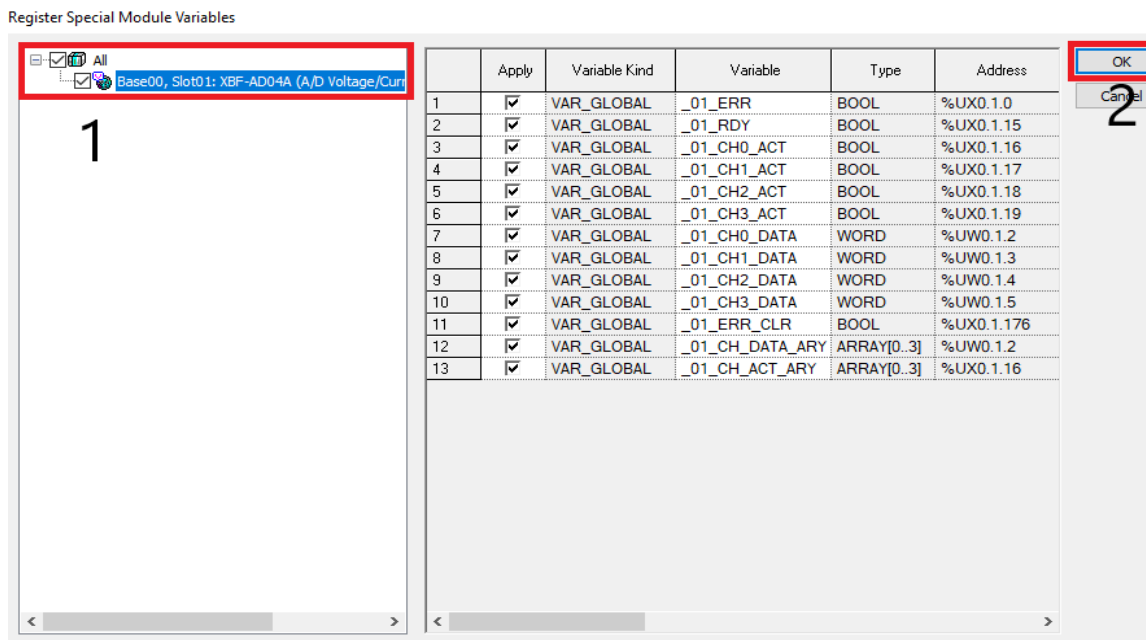 Register Special Module Variables
All
Base00, Slot01: XBF-AD04A (A/D Voltage/Curr
1
Apply Variable Kind Variable Type Address
1 VAR_GLOBAL _01_ERR BOOL %UX0.1.0
2 VAR_GLOBAL _01_RDY BOOL %UX0.1.15
3 VAR_GLOBAL _01_CH0_ACT BOOL %UX0.1.16
4 VAR_GLOBAL _01_CH1_ACT BOOL %UX0.1.17
5 VAR_GLOBAL _01_CH2_ACT BOOL %UX0.1.18
6 VAR_GLOBAL _01_CH3_ACT BOOL %UX0.1.19
7 VAR_GLOBAL _01_CH0_DATA WORD %UW0.1.2
8 VAR_GLOBAL _01_CH1_DATA WORD %UW0.1.3
9 VAR_GLOBAL _01_CH2_DATA WORD %UW0.1.4
10 VAR_GLOBAL _01_CH3_DATA WORD %UW0.1.5
11 VAR_GLOBAL _01_ERR_CLR BOOL %UX0.1.176
12 VAR_GLOBAL _01_CH_DATA_ARY ARRAY[0..3] %UW0.1.2
13 VAR_GLOBAL _01_CH_ACT_ARY ARRAY[0..3] %UX0.1.16
OK
Cancel
2